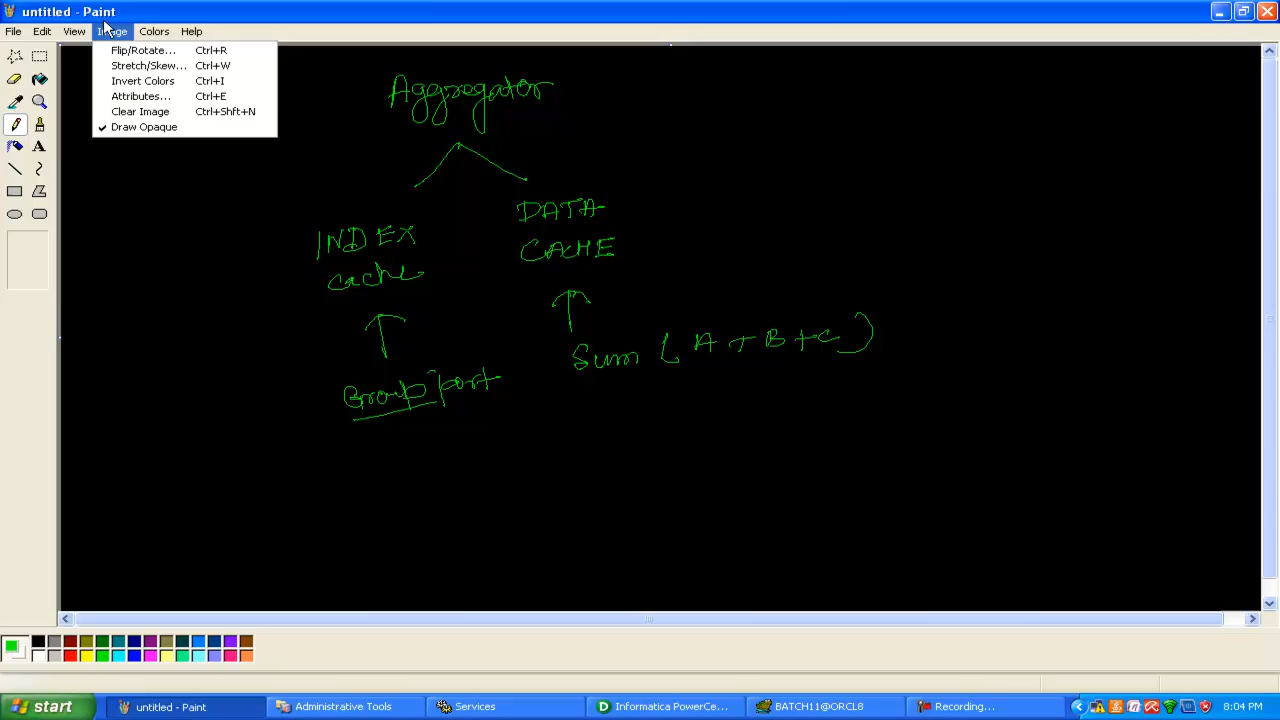 untitled - Paint
File Edit View Image Colors Help
Flip/Rotate... Ctrl+R
Stretch/Skew... Ctrl+W
Invert Colors Ctrl+I
Attributes... Ctrl+E
Clear Image Ctrl+Shft+N
Draw Opaque
Aggregator
INDEX
cache
DATA
CACHE
Group port
Sum (A + B + C)
start untitled - Paint Administrative Tools Services Informatica PowerCe... BATCH11@ORCL8 Recording... 8:04 PM